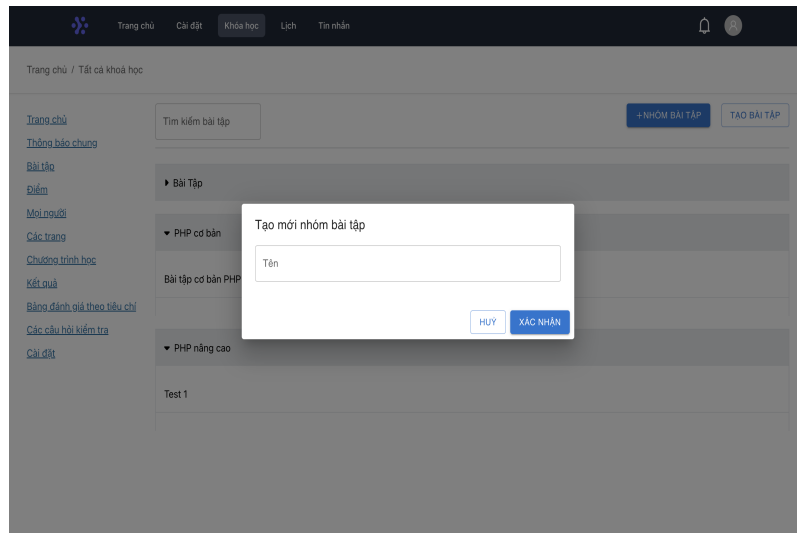 Trang chủ Cài đặt Khóa học Lịch Tin nhắn
Trang chủ / Tất cả khoá học
Trang chủ
Thông báo chung
Bài tập
Điểm
Mọi người
Các trang
Chương trình học
Kết quả
Bảng đánh giá theo tiêu chí
Các câu hỏi kiểm tra
Cài đặt
Tìm kiếm bài tập
+NHÓM BÀI TẬP TẠO BÀI TẬP
Bài Tập
PHP cơ bản
Bài tập cơ bản PHP
Tạo mới nhóm bài tập
Tên
HUỶ XÁC NHẬN
PHP nâng cao
Test 1